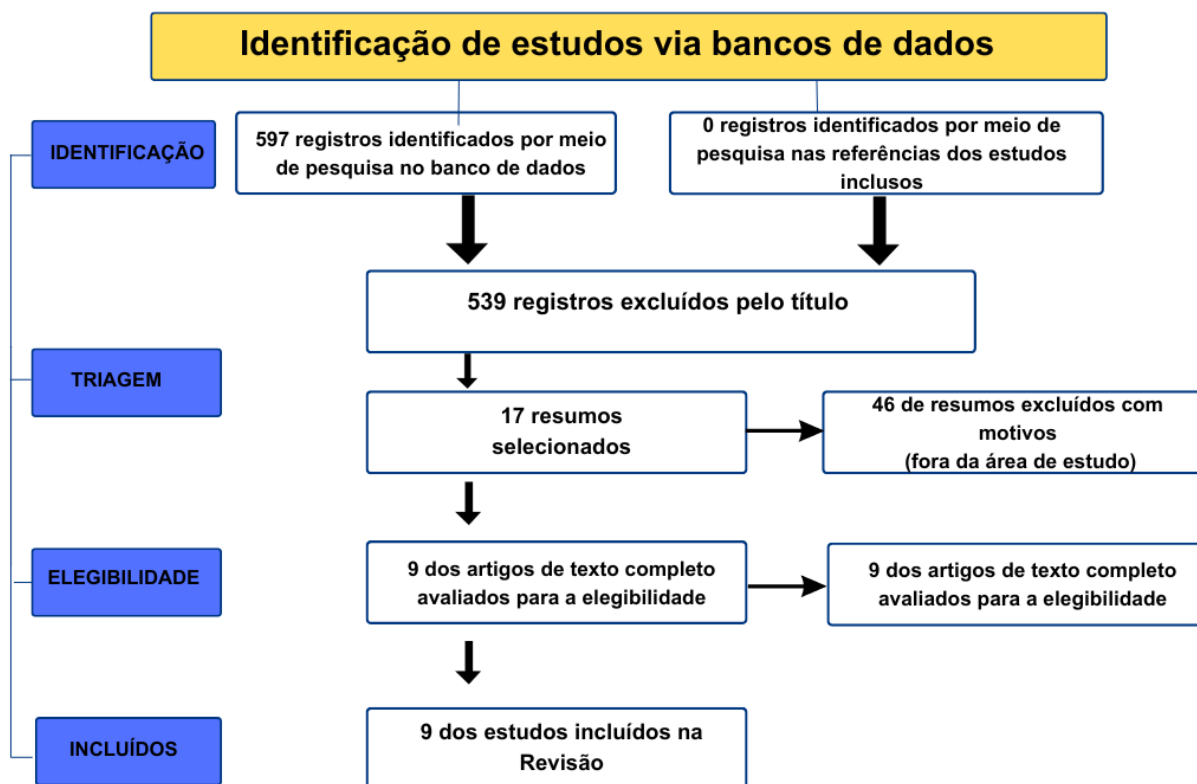 Identificação de estudos via bancos de dados
IDENTIFICAÇÃO
597 registros identificados por meio
de pesquisa no banco de dados
0 registros identificados por meio de
pesquisa nas referências dos estudos
inclusos
539 registros excluídos pelo título
TRIAGEM
17 resumos
selecionados
46 de resumos excluídos com
motivos
(fora da área de estudo)
ELEGIBILIDADE
9 dos artigos de texto completo
avaliados para a elegibilidade
9 dos artigos de texto completo
avaliados para a elegibilidade
INCLUÍDOS
9 dos estudos incluídos na
Revisão